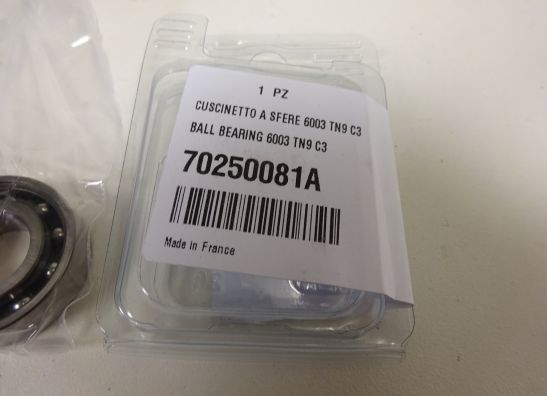 1 PZ
CUSCINETTO A SFERE 6003 TN9 C3
BALL BEARING 6003 TN9 C3
70250081A
Made in France